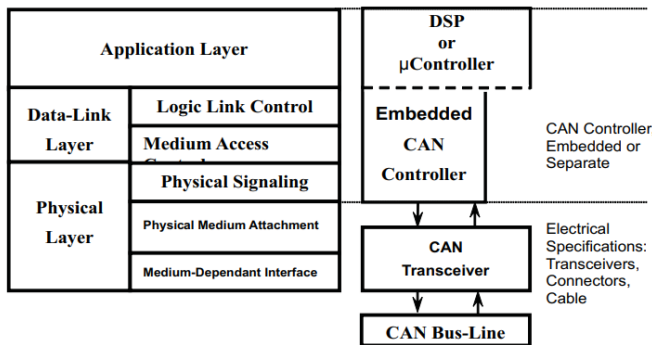 Application Layer
Data-Link
Layer
Logic Link Control
Medium Access
Physical
Layer
Physical Signaling
Physical Medium Attachment
Medium-Dependant Interface
DSP
or
µController
Embedded
CAN
Controller
CAN
Transceiver
CAN Bus-Line
CAN Controller
Embedded or
Separate
Electrical
Specifications:
Transceivers,
Connectors,
Cable